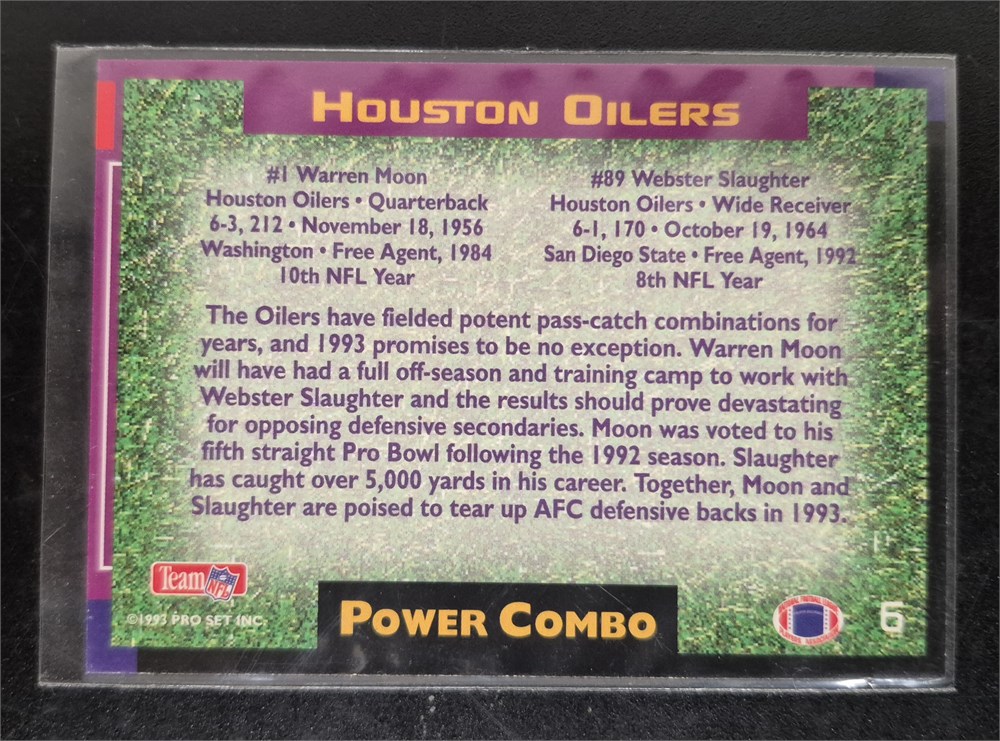 HOUSTON OILERS
#1 Warren Moon
Houston Oilers • Quarterback
6-3, 212 • November 18, 1956
Washington • Free Agent, 1984
10th NFL Year
#89 Webster Slaughter
Houston Oilers • Wide Receiver
6-1, 170 • October 19, 1964
San Diego State • Free Agent, 1992
8th NFL Year
The Oilers have fielded potent pass-catch combinations for
years, and 1993 promises to be no exception. Warren Moon
will have had a full off-season and training camp to work with
Webster Slaughter and the results should prove devastating
for opposing defensive secondaries. Moon was voted to his
fifth straight Pro Bowl following the 1992 season. Slaughter
has caught over 5,000 yards in his career. Together, Moon and
Slaughter are poised to tear up AFC defensive backs in 1993.
Team NFL
©1993 PRO SET INC.
POWER COMBO
6